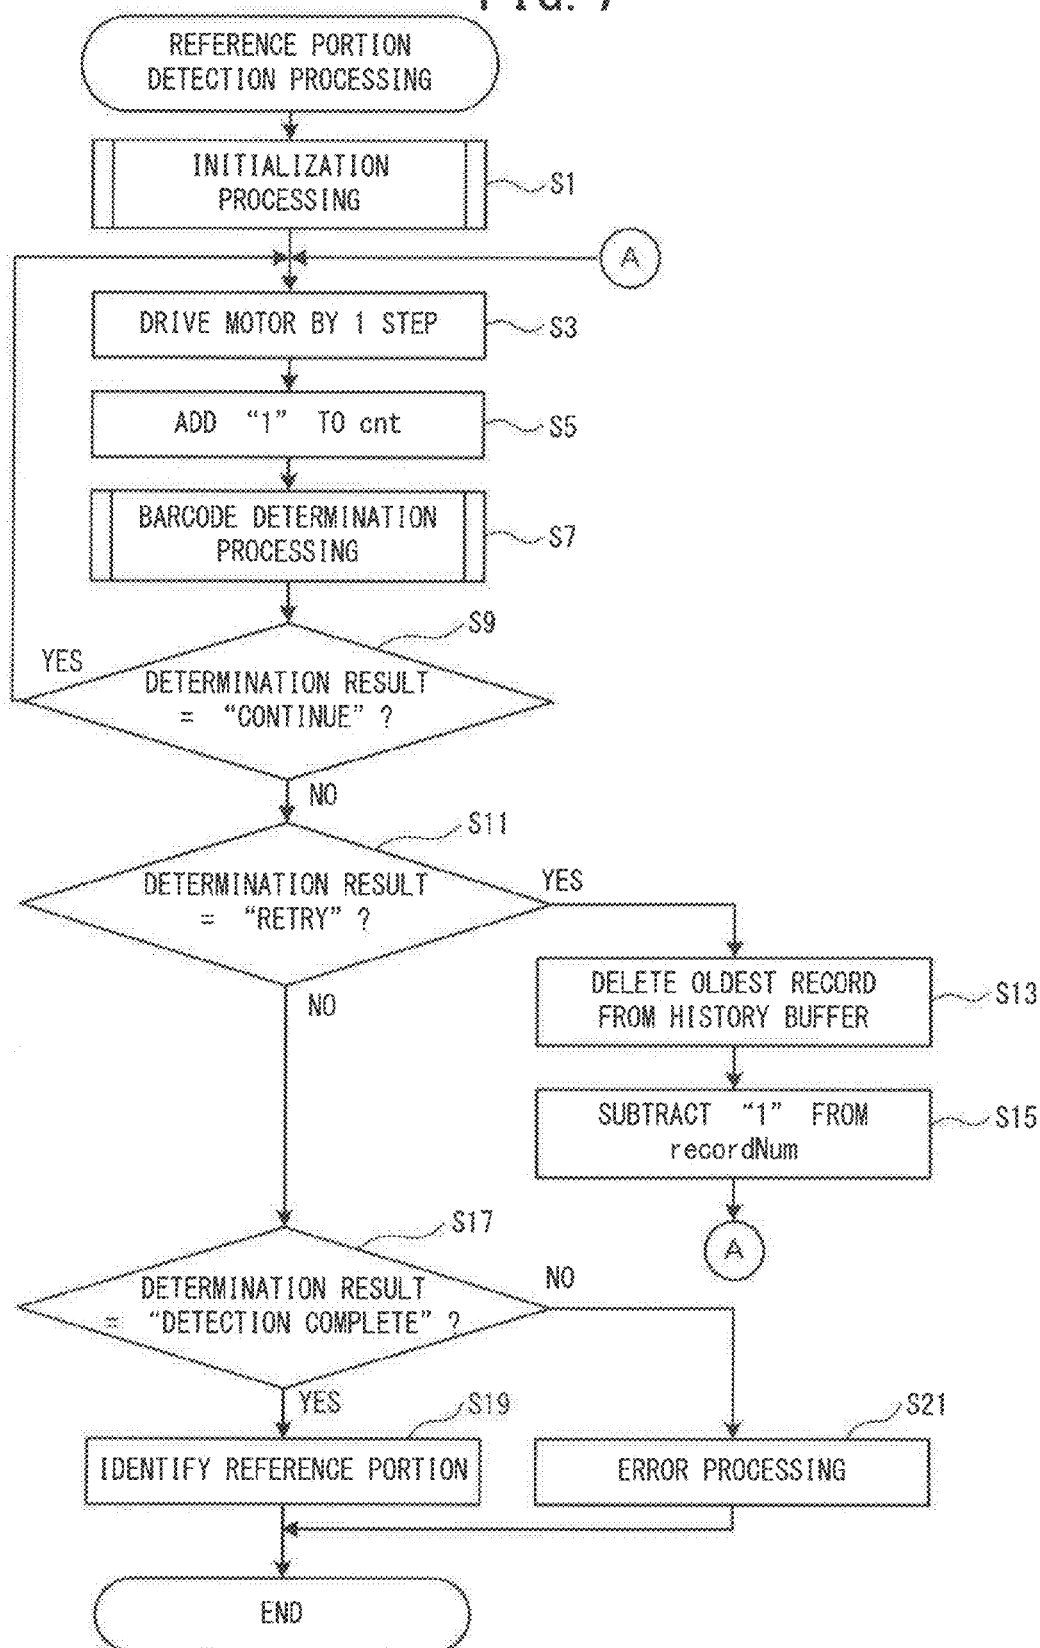 FIG. 7
REFERENCE PORTION
DETECTION PROCESSING
INITIALIZATION
PROCESSING
S1
A
DRIVE MOTOR BY 1 STEP
S3
ADD “1” TO cnt
S5
BARCODE DETERMINATION
PROCESSING
S7
S9
YES
DETERMINATION RESULT
= “CONTINUE” ?
NO
S11
DETERMINATION RESULT
= “RETRY” ?
YES
NO
DELETE OLDEST RECORD
FROM HISTORY BUFFER
S13
SUBTRACT “1” FROM
recordNum
S15
A
S17
DETERMINATION RESULT
= “DETECTION COMPLETE” ?
NO
YES
S19
IDENTIFY REFERENCE PORTION
S21
ERROR PROCESSING
END